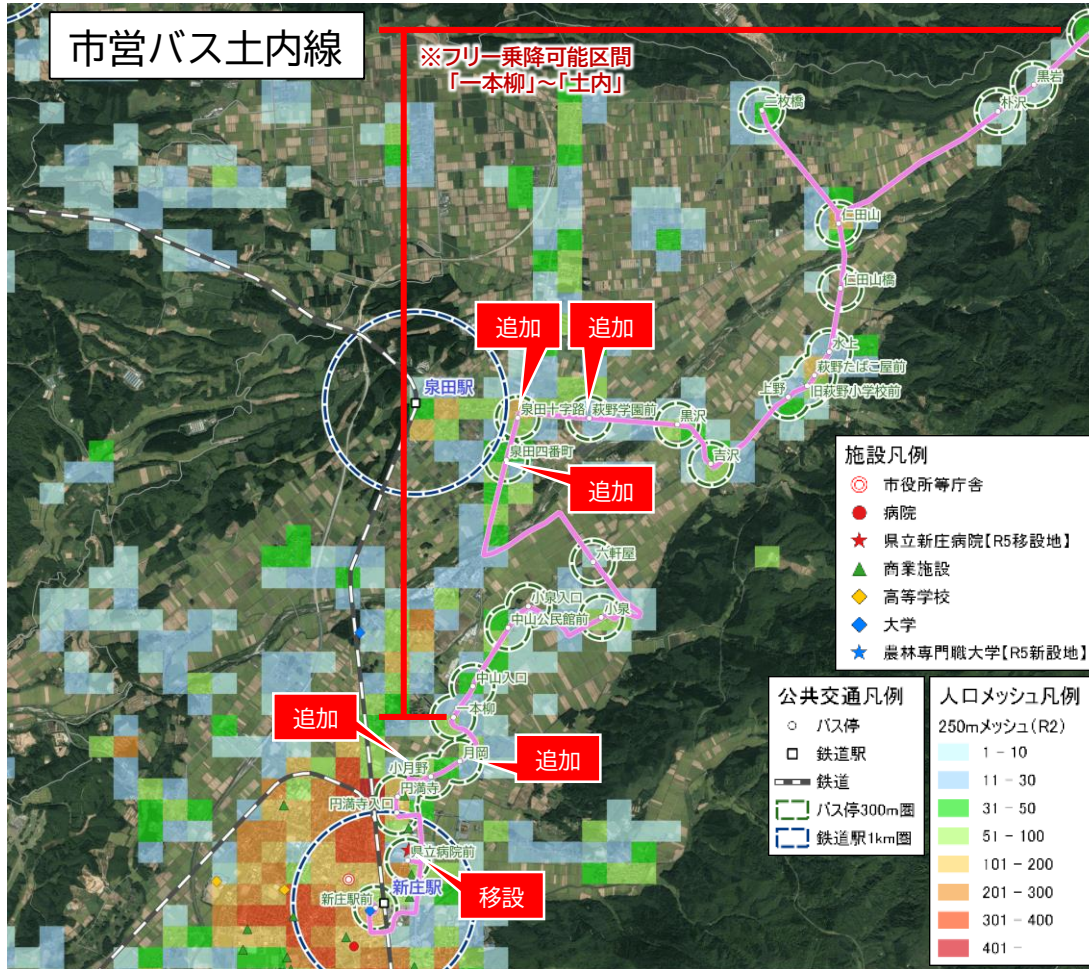 市営バス土内線
※フリー乗降可能区間
「一本柳」～「土内」
黒岩
朴沢
二枚橋
仁田山
仁田山橋
水上
萩野たばこ屋前
旧萩野小学校前
上野
追加
追加
泉田駅
泉田十字路
萩野学園前
黒沢
吉沢
泉田四番町
追加
六軒屋
小泉入口
小泉
中山公民館前
中山入口
一本柳
追加
月岡
追加
小月野
円満寺
円満寺入口
県立病院前
新庄駅
新庄駅前
移設
施設凡例
市役所等庁舎
病院
県立新庄病院【R5移設地】
商業施設
高等学校
大学
農林専門職大学【R5新設地】
公共交通凡例
バス停
鉄道駅
鉄道
バス停300m圏
鉄道駅1km圏
人口メッシュ凡例
250mメッシュ(R2)
1 - 10
11 - 30
31 - 50
51 - 100
101 - 200
201 - 300
301 - 400
401 -